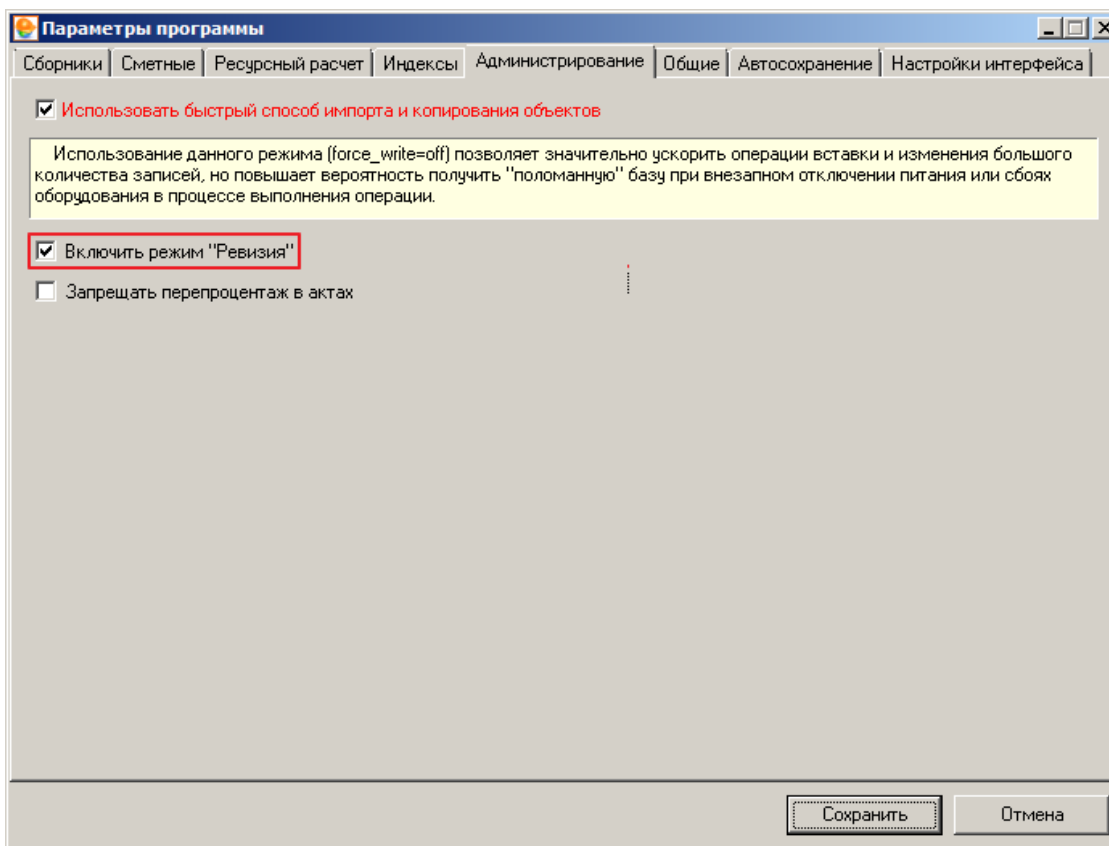 Параметры программы
Сборники Сметные Ресурсный расчет Индексы Администрирование Общие Автосохранение Настройки интерфейса
Использовать быстрый способ импорта и копирования объектов
Использование данного режима (force_write=off) позволяет значительно ускорить операции вставки и изменения большого
количества записей, но повышает вероятность получить "поломанную" базу при внезапном отключении питания или сбоях
оборудования в процессе выполнения операции.
Включить режим "Ревизия"
Запрещать перепроцентаж в актах
Сохранить Отмена